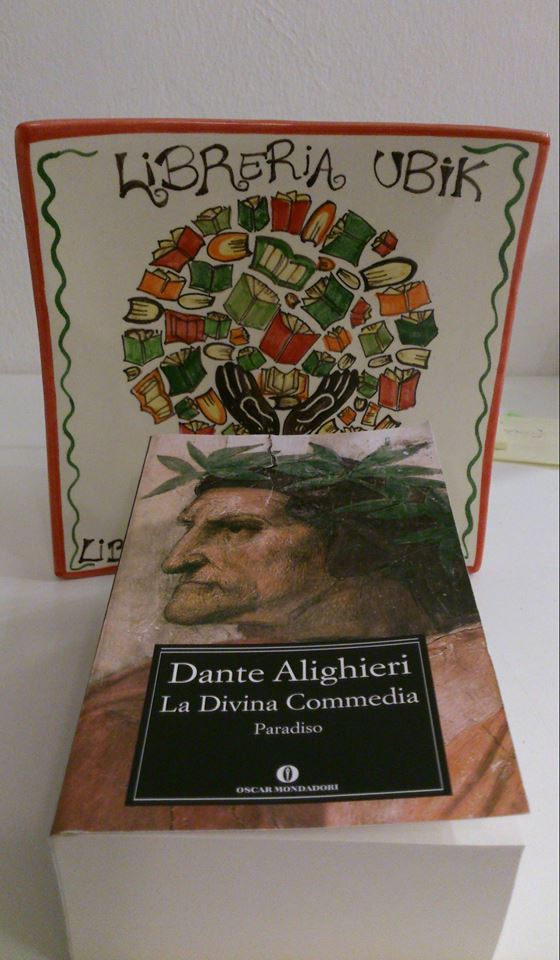 LiBRERiA UBiK
Dante Alighieri
La Divina Commedia
Paradiso
OSCAR MONDADORI